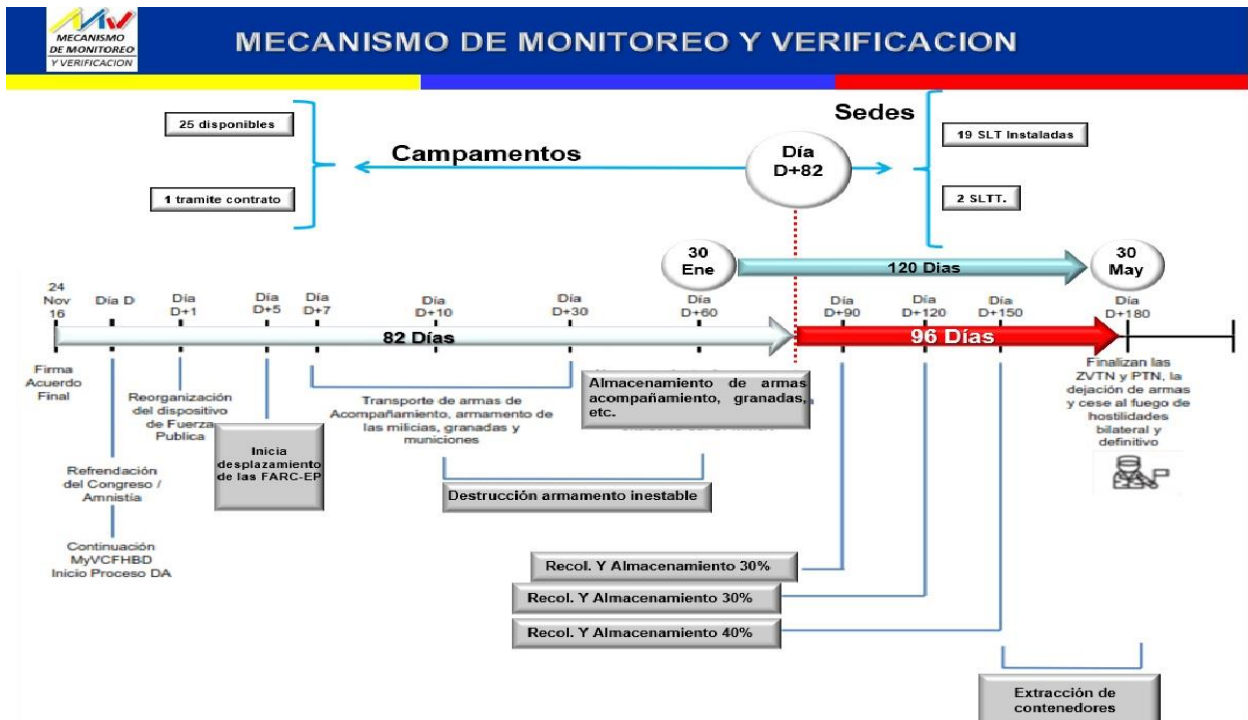 MECANISMO
DE MONITOREO
Y VERIFICACION
MECANISMO DE MONITOREO Y VERIFICACION
25 disponibles
1 tramite contrato
Campamentos
Día
D+82
Sedes
19 SLT Instaladas
2 SLTT.
30
Ene
120 Dias
30
May
24
Nov
16
Día D
Día
D+1
Día
D+5
Día
D+7
Día
D+10
Día
D+30
Día
D+60
Día
D+90
Día
D+120
Día
D+150
Día
D+180
82 Días
96 Días
Firma
Acuerdo
Final
Refrendación
del Congreso /
Amnistía
Continuación
MyVCFHBD
Inicio Proceso DA
Reorganización
del dispositivo
de Fuerza
Publica
Inicia
desplazamiento
de las FARC-EP
Transporte de armas de
Acompañamiento, armamento de
las milicias, granadas y
municiones
Almacenamiento de armas
acompañamiento, granadas,
etc.
Destrucción armamento inestable
Finalizan las
ZVTN y PTN, la
dejación de armas
y cese al fuego de
hostilidades
bilateral y
definitivo
Recol. Y Almacenamiento 30%
Recol. Y Almacenamiento 30%
Recol. Y Almacenamiento 40%
Extracción de
contenedores